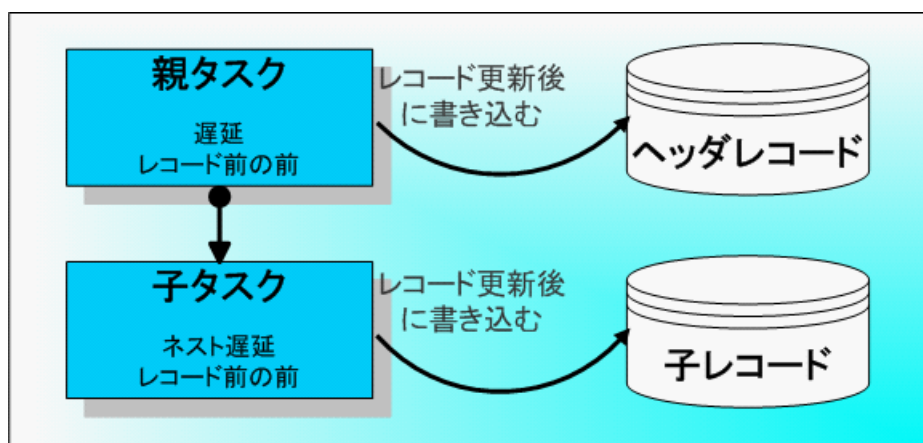 親タスク
遅延
レコード前の前
レコード更新後
に書き込む
ヘッダレコード
子タスク
ネスト遅延
レコード前の前
レコード更新後
に書き込む
子レコード